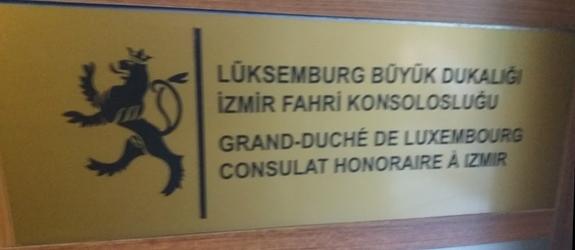 LÜKSEMBURG BÜYÜK DUKALIĞI
İZMİR FAHRİ KONSOLOSLUĞU
GRAND-DUCHÉ DE LUXEMBOURG
CONSULAT HONORAIRE À IZMIR